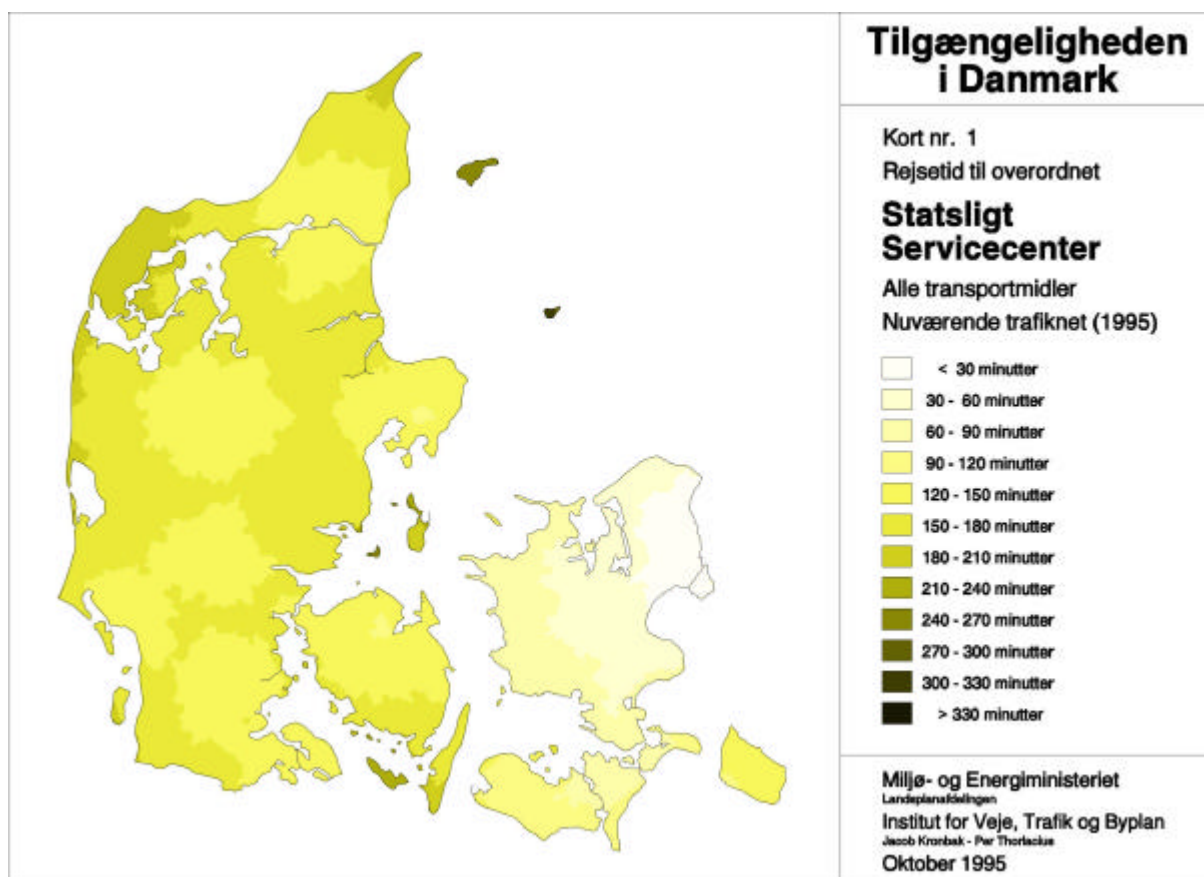 Tilgængeligheden
i Danmark
Kort nr. 1
Rejsetid til overordnet
Statsligt
Servicecenter
Alle transportmidler
Nuværende trafiknet (1995)
< 30 minutter
30 - 60 minutter
60 - 90 minutter
90 - 120 minutter
120 - 150 minutter
150 - 180 minutter
180 - 210 minutter
210 - 240 minutter
240 - 270 minutter
270 - 300 minutter
300 - 330 minutter
> 330 minutter
Miljø- og Energiministeriet
Landsplanafdelingen
Institut for Veje, Trafik og Byplan
Jacob Kronbak - Per Thorlacius
Oktober 1995